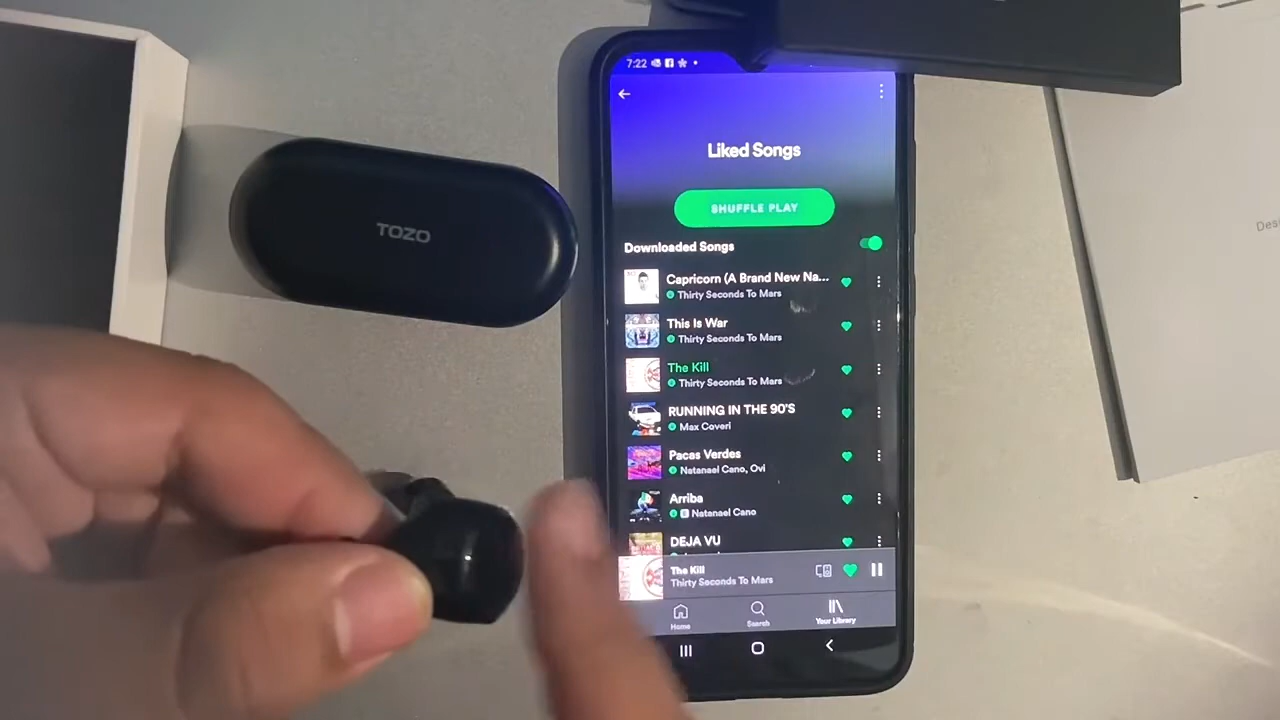 TOZO
7:22
Liked Songs
SHUFFLE PLAY
Downloaded Songs
Capricorn (A Brand New Na...
Thirty Seconds To Mars
This Is War
Thirty Seconds To Mars
The Kill
Thirty Seconds To Mars
RUNNING IN THE 90'S
Max Coveri
Pacas Verdes
Natanael Cano, Ovi
Arriba
E Natanael Cano
DEJA VU
The Kill
Thirty Seconds To Mars
Home
Search
Your Library